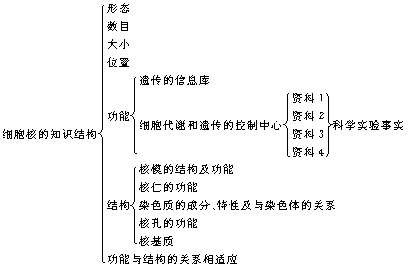 形态
数目
大小
位置
遗传的信息库
功能
细胞代谢和遗传的控制中心
资料1
资料2
资料3
资料4
科学实验事实
细胞核的知识结构
核模的结构及功能
核仁的功能
结构
染色质的成分、特性及与染色体的关系
核孔的功能
核基质
功能与结构的关系相适应